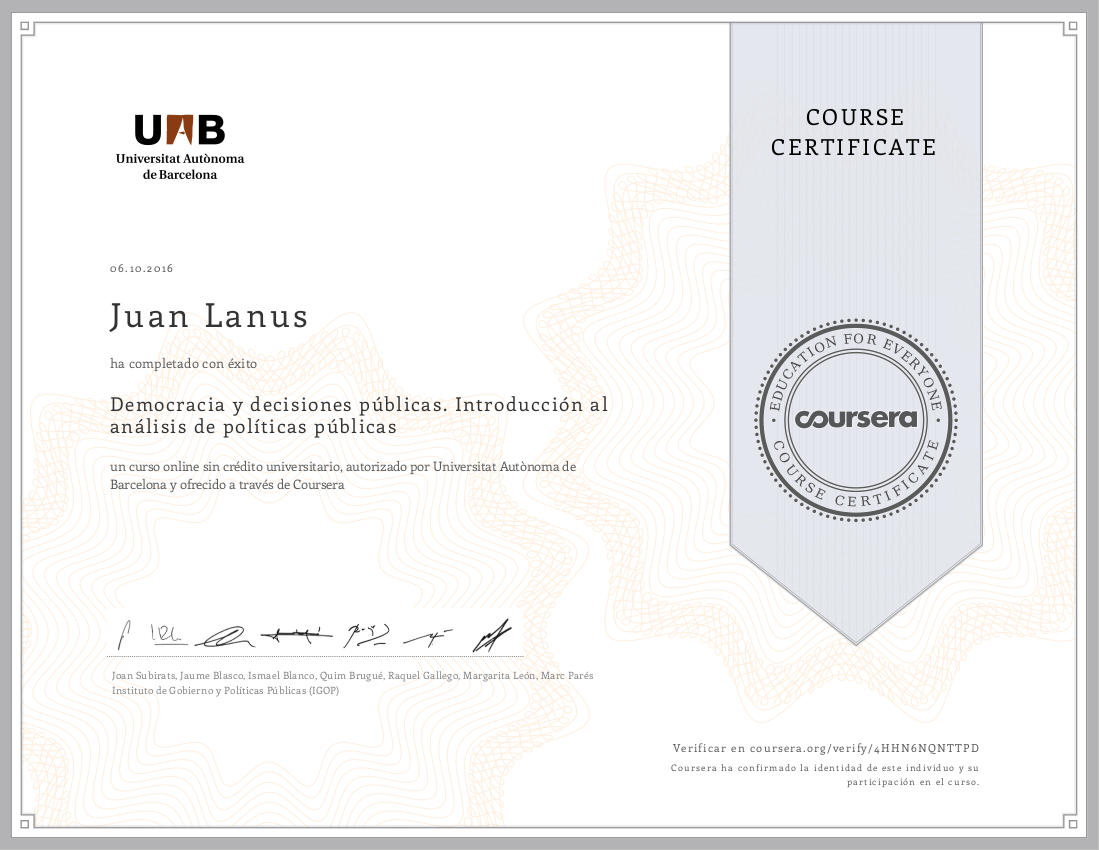 UAB
Universitat Autònoma
de Barcelona
COURSE
CERTIFICATE
06.10.2016
Juan Lanus
ha completado con éxito
Democracia y decisiones públicas. Introducción al
análisis de políticas públicas
un curso online sin crédito universitario, autorizado por Universitat Autònoma de
Barcelona y ofrecido a través de Coursera
EDUCATION FOR EVERYONE
coursera
COURSE CERTIFICATE
Joan Subirats, Jaume Blasco, Ismael Blanco, Quim Brugué, Raquel Gallego, Margarita León, Marc Parés
Instituto de Gobierno y Políticas Públicas (IGOP)
Verificar en coursera.org/verify/4HHN6NQNTTPD
Coursera ha confirmado la identidad de este individuo y su
participación en el curso.